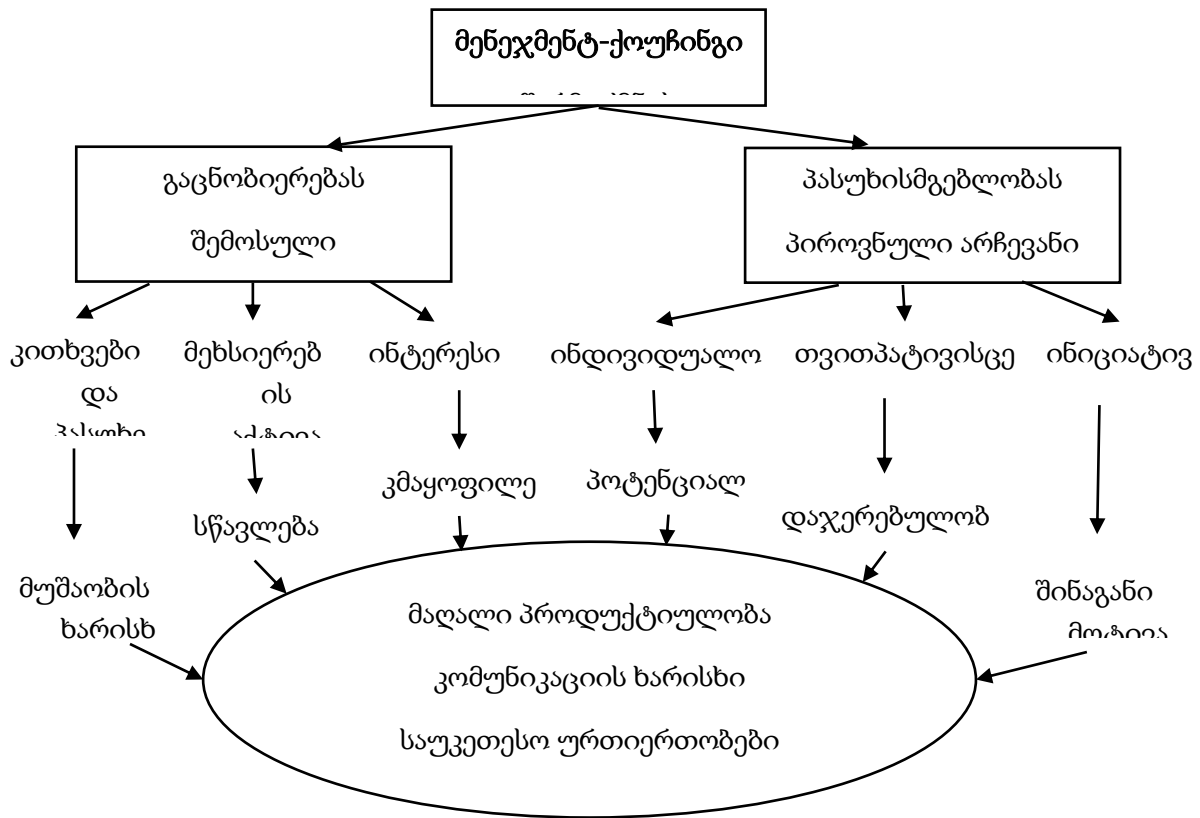 მენეჯმენტ-ქოუჩინგი
გაცნობიერებას
შემოსული
პასუხისმგებლობას
პიროვნული არჩევანი
კითხვები
და
მეხსიერებ
ის
ინტერესი
ინდივიდუალო
თვითპატივისცე
ინიციატივ
კმაყოფილე
პოტენციალ
სწავლება
დაჯერებულობ
მუშაობის
ხარისხ
შინაგანი
მაღალი პროდუქტიულობა
კომუნიკაციის ხარისხი
საუკეთესო ურთიერთობები